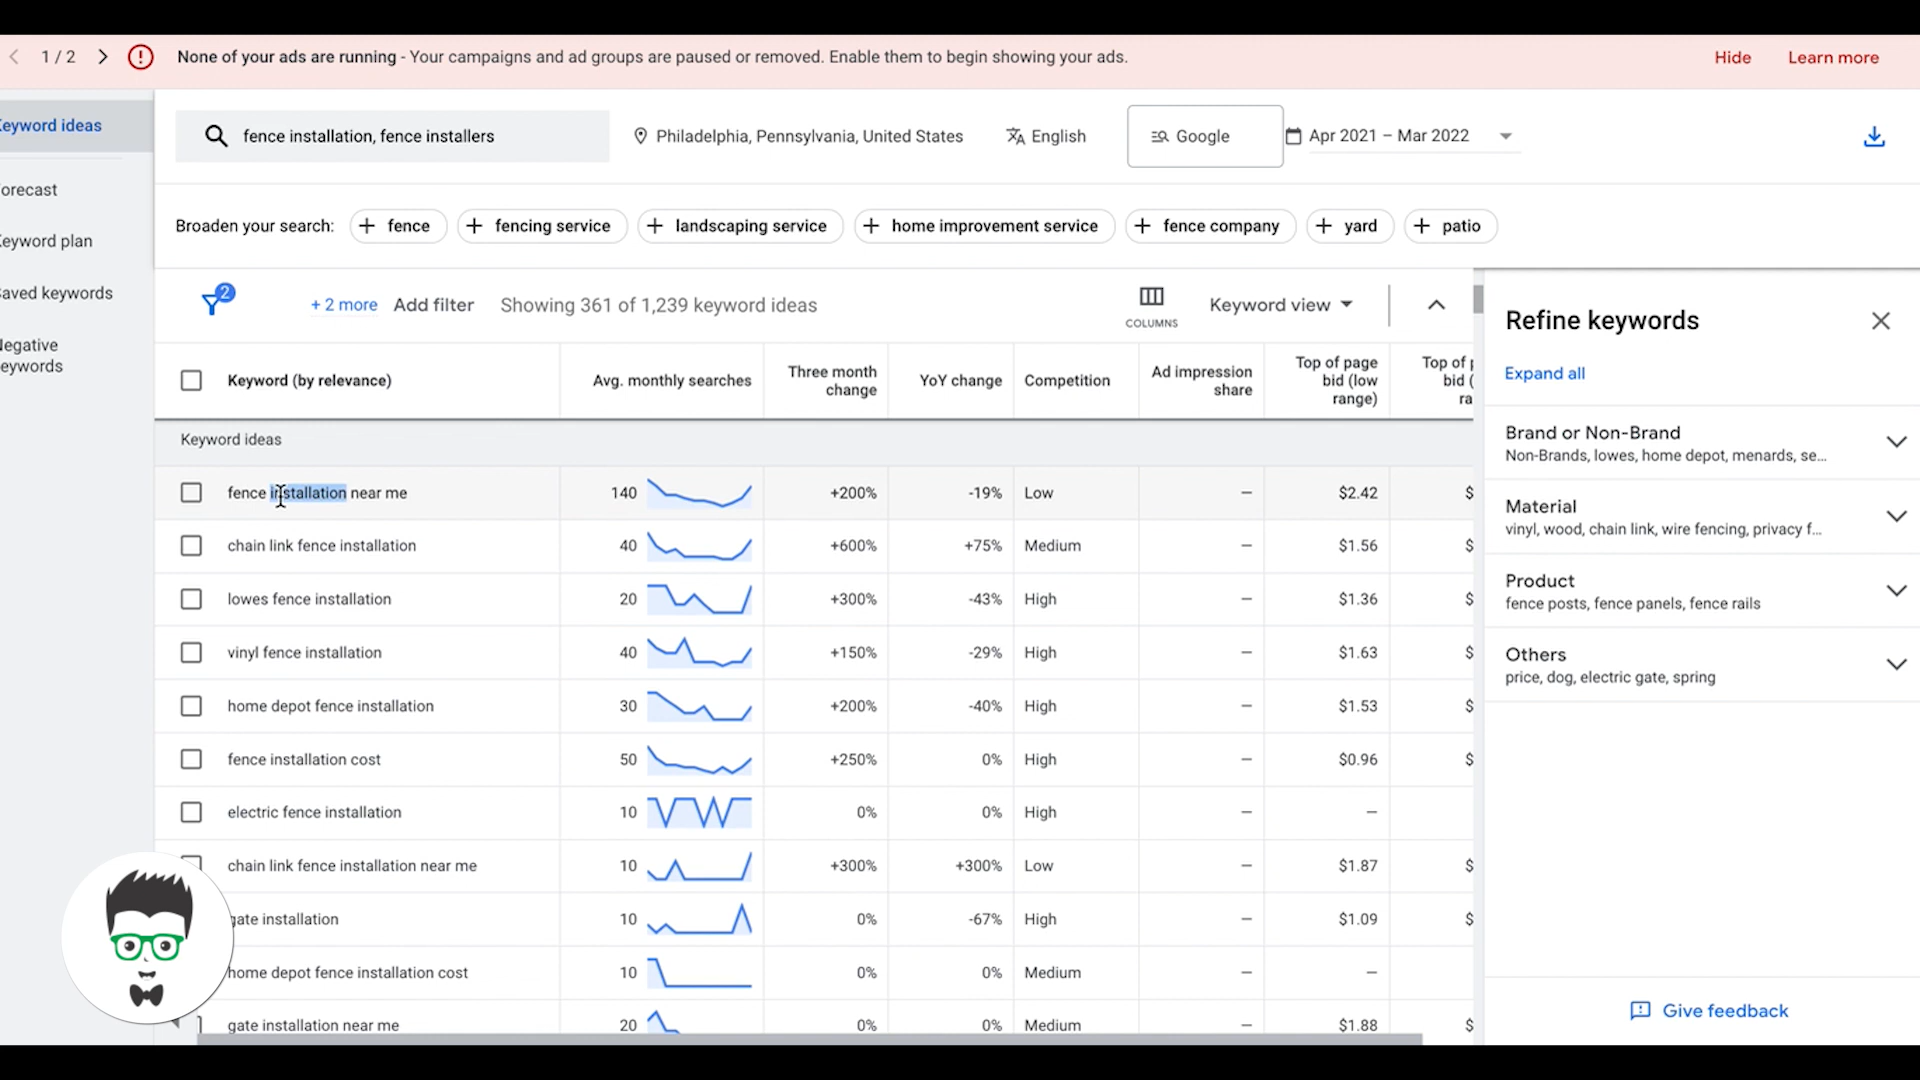 1 / 2 None of your ads are running - Your campaigns and ad groups are paused or removed. Enable them to begin showing your ads. Hide Learn more
eyword ideas
orecast
eyword plan
aved keywords
egative
eywords
fence installation, fence installers Philadelphia, Pennsylvania, United States English Google Apr 2021 – Mar 2022
Broaden your search: + fence + fencing service + landscaping service + home improvement service + fence company + yard + patio
2 + 2 more Add filter Showing 361 of 1,239 keyword ideas COLUMNS Keyword view
Keyword (by relevance) Avg. monthly searches Three month change YoY change Competition Ad impression share Top of page bid (low range) Top of bid ( ra
Keyword ideas
fence installation near me 140 +200% -19% Low – $2.42 $
chain link fence installation 40 +600% +75% Medium – $1.56 $
lowes fence installation 20 +300% -43% High – $1.36 $
vinyl fence installation 40 +150% -29% High – $1.63 $
home depot fence installation 30 +200% -40% High – $1.53 $
fence installation cost 50 +250% 0% High – $0.96 $
electric fence installation 10 0% 0% High – –
chain link fence installation near me 10 +300% +300% Low – $1.87 $
gate installation 10 0% -67% High – $1.09 $
home depot fence installation cost 10 0% 0% Medium – –
gate installation near me 20 0% 0% Medium – $1.88 $
Refine keywords
Expand all
Brand or Non-Brand
Non-Brands, lowes, home depot, menards, se...
Material
vinyl, wood, chain link, wire fencing, privacy f...
Product
fence posts, fence panels, fence rails
Others
price, dog, electric gate, spring
Give feedback